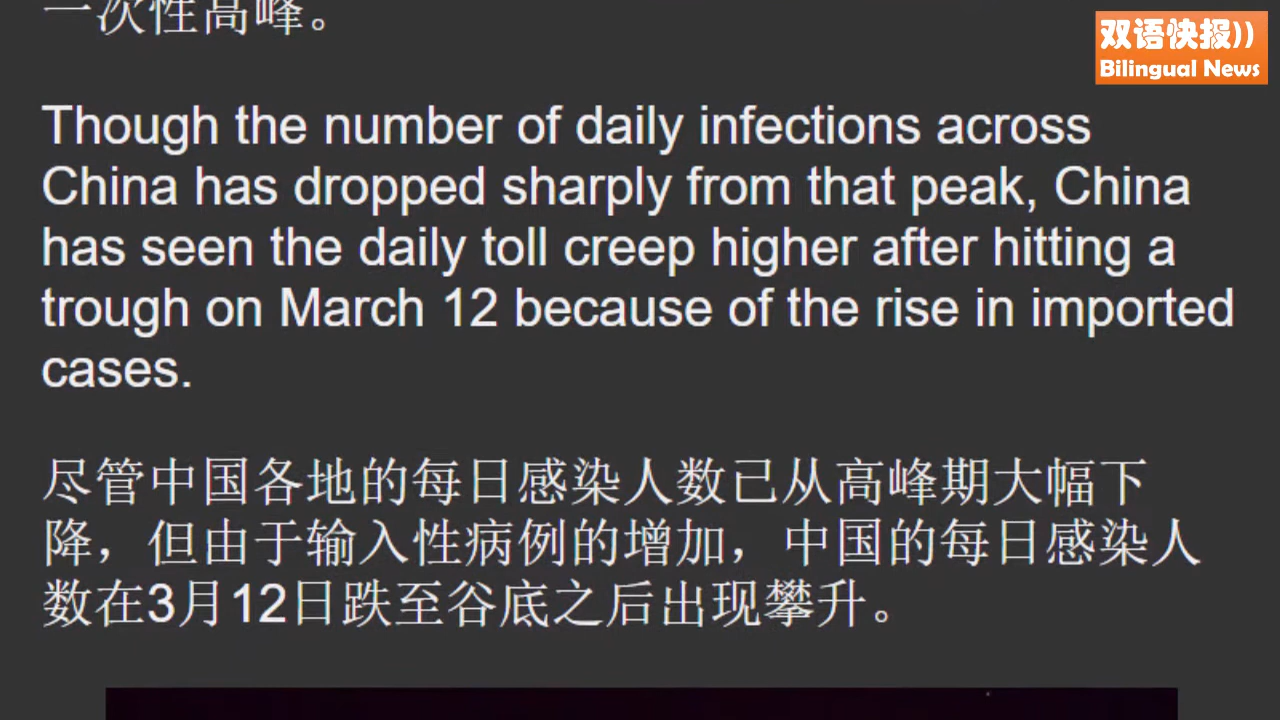 一次性高峰。
双语快报))
Bilingual News
Though the number of daily infections across
China has dropped sharply from that peak, China
has seen the daily toll creep higher after hitting a
trough on March 12 because of the rise in imported
cases.
尽管中国各地的每日感染人数已从高峰期大幅下
降，但由于输入性病例的增加，中国的每日感染人
数在3月12日跌至谷底之后出现攀升。